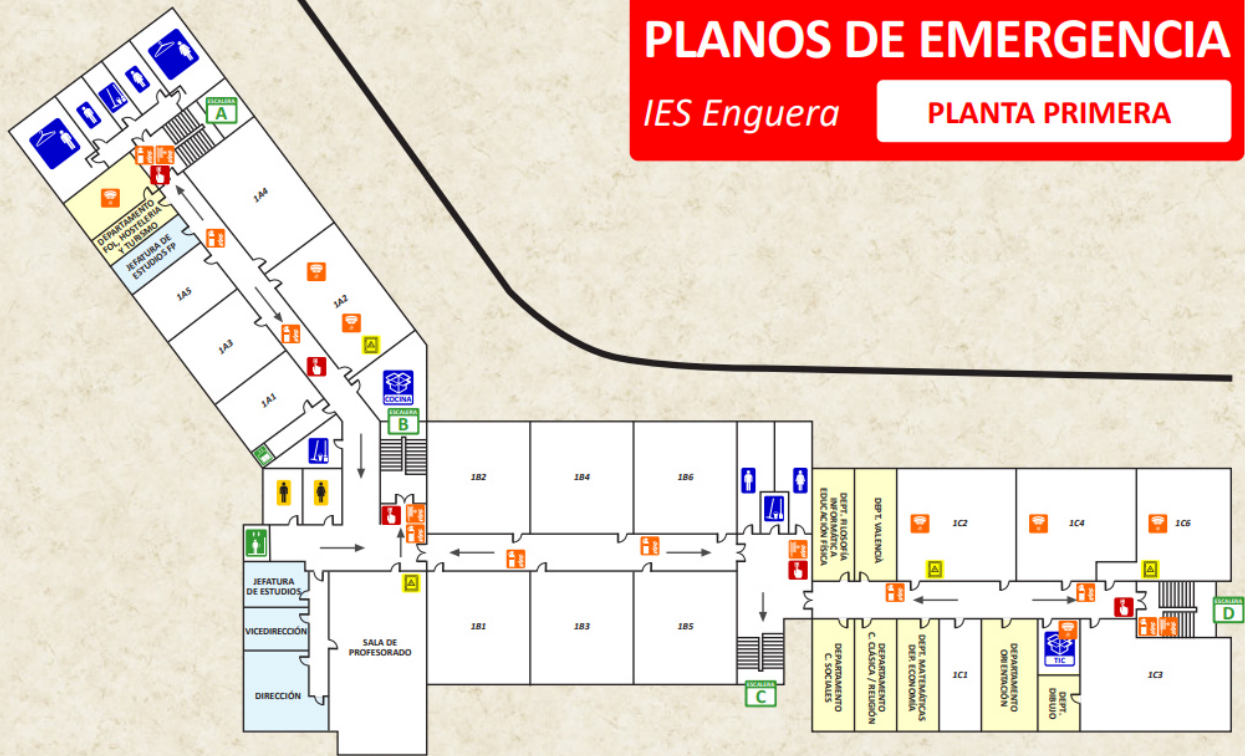 PLANOS DE EMERGENCIA
IES Enguera
PLANTA PRIMERA
ESCALERA
A
1A4
DEPARTAMENTO
FOL, HOSTELERIA
Y TURISMO
JEFATURA DE
ESTUDIOS FP
1A5
1A2
1A3
1A1
COCINA
ESCALERA
B
1B2
1B4
1B6
DEPT. FILOSOFÍA
INFORMÁTICA
EDUCACIÓN FÍSICA
DEPT. VALENCIÀ
1C2
1C4
1C6
JEFATURA
DE ESTUDIOS
VICEDIRECCIÓN
DIRECCIÓN
SALA DE
PROFESORADO
1B1
1B3
1B5
ESCALERA
C
DEPARTAMENTO
C. SOCIALES
DEPARTAMENTO
C. CLÁSICA / RELIGIÓN
DEPT. MATEMÁTICAS
DEP. ECONOMÍA
1C1
DEPARTAMENTO
ORIENTACIÓN
TIC
DEPT.
DIBUJO
1C3
ESCALERA
D